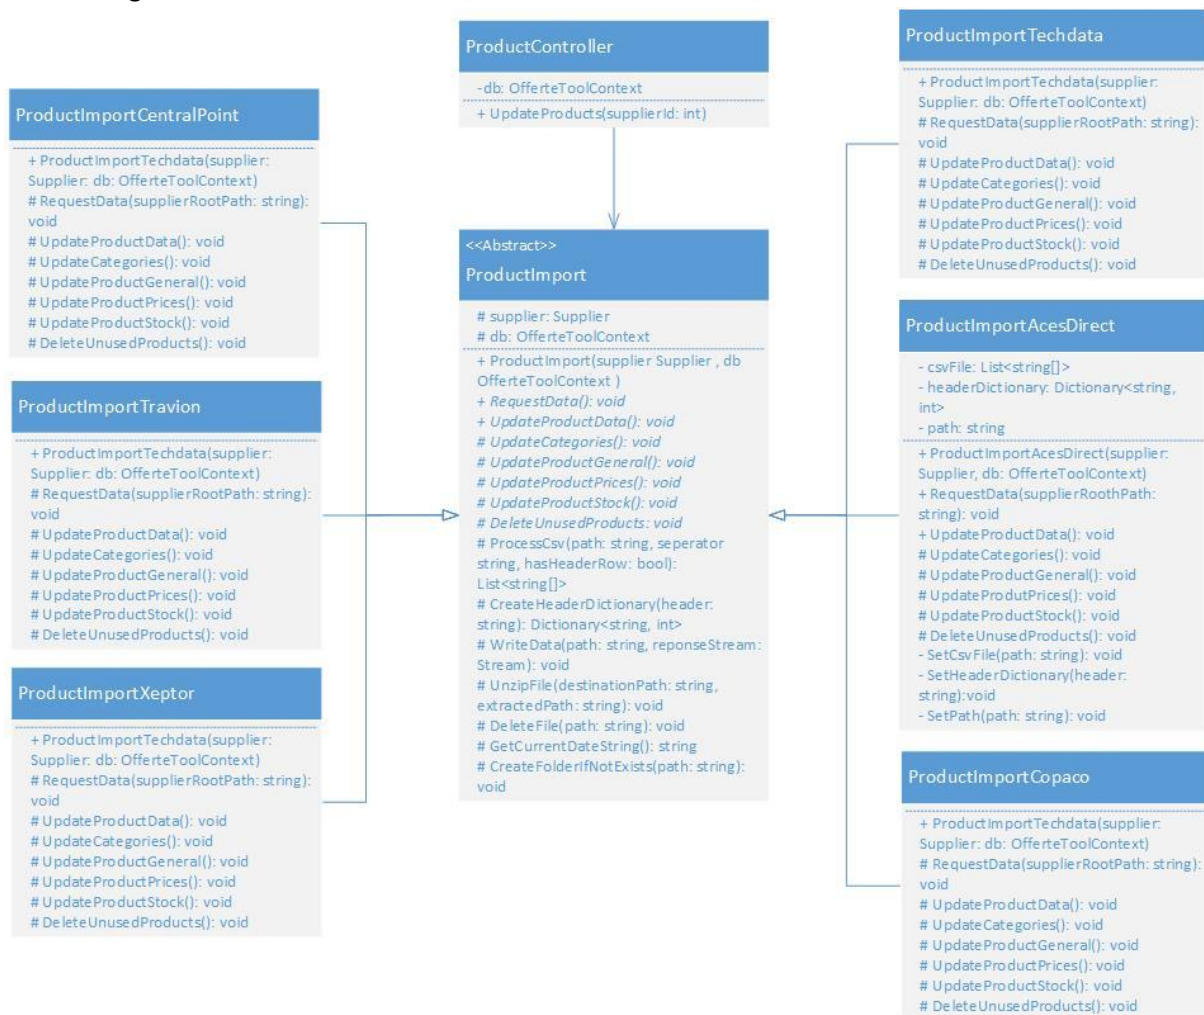 ProductController
-db: OfferteToolContext
+ UpdateProducts(supplierId: int)
ProductImportCentralPoint
+ ProductImportTechdata(supplier:
Supplier: db: OfferteToolContext)
# RequestData(supplierRootPath: string):
void
# UpdateProductData(): void
# UpdateCategories(): void
# UpdateProductGeneral(): void
# UpdateProductPrices(): void
# UpdateProductStock(): void
# DeleteUnusedProducts(): void
ProductImportTravion
+ ProductImportTechdata(supplier:
Supplier: db: OfferteToolContext)
# RequestData(supplierRootPath: string):
void
# UpdateProductData(): void
# UpdateCategories(): void
# UpdateProductGeneral(): void
# UpdateProductPrices(): void
# UpdateProductStock(): void
# DeleteUnusedProducts(): void
ProductImportXeptor
+ ProductImportTechdata(supplier:
Supplier: db: OfferteToolContext)
# RequestData(supplierRootPath: string):
void
# UpdateProductData(): void
# UpdateCategories(): void
# UpdateProductGeneral(): void
# UpdateProductPrices(): void
# UpdateProductStock(): void
# DeleteUnusedProducts(): void
<<Abstract>>
ProductImport
# supplier: Supplier
# db: OfferteToolContext
+ ProductImport(supplier Supplier , db
OfferteToolContext )
+ RequestData(): void
+ UpdateProductData(): void
# UpdateCategories(): void
# UpdateProductGeneral(): void
# UpdateProductPrices(): void
# UpdateProductStock(): void
# DeleteUnusedProducts: void
# ProcessCsv(path: string, seperator
string, hasHeaderRow: bool):
List<string[]>
# CreateHeaderDictionary(header:
string): Dictionary<string, int>
# WriteData(path: string, reponseStream:
Stream): void
# UnzipFile(destinationPath: string,
extractedPath: string): void
# DeleteFile(path: string): void
# GetCurrentDateString(): string
# CreateFolderIfNotExists(path: string):
void
ProductImportTechdata
+ ProductImportTechdata(supplier:
Supplier: db: OfferteToolContext)
# RequestData(supplierRootPath: string):
void
# UpdateProductData(): void
# UpdateCategories(): void
# UpdateProductGeneral(): void
# UpdateProductPrices(): void
# UpdateProductStock(): void
# DeleteUnusedProducts(): void
ProductImportAcesDirect
- csvFile: List<string[]>
- headerDictionary: Dictionary<string,
int>
- path: string
+ ProductImportAcesDirect(supplier:
Supplier, db: OfferteToolContext)
+ RequestData(supplierRoothPath:
string): void
+ UpdateProductData(): void
# UpdateCategories(): void
# UpdateProductGeneral(): void
# UpdateProdutPrices(): void
# UpdateProductStock(): void
# DeleteUnusedProducts(): void
- SetCsvFile(path: string): void
- SetHeaderDictionary(header:
string):void
- SetPath(path: string): void
ProductImportCopaco
+ ProductImportTechdata(supplier:
Supplier: db: OfferteToolContext)
# RequestData(supplierRootPath: string):
void
# UpdateProductData(): void
# UpdateCategories(): void
# UpdateProductGeneral(): void
# UpdateProductPrices(): void
# UpdateProductStock(): void
# DeleteUnusedProducts(): void